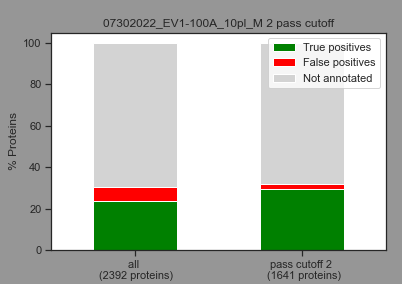 07302022_EV1-100A_10pl_M 2 pass cutoff
True positives
False positives
Not annotated
% Proteins
100
80
60
40
20
0
all
(2392 proteins)
pass cutoff 2
(1641 proteins)